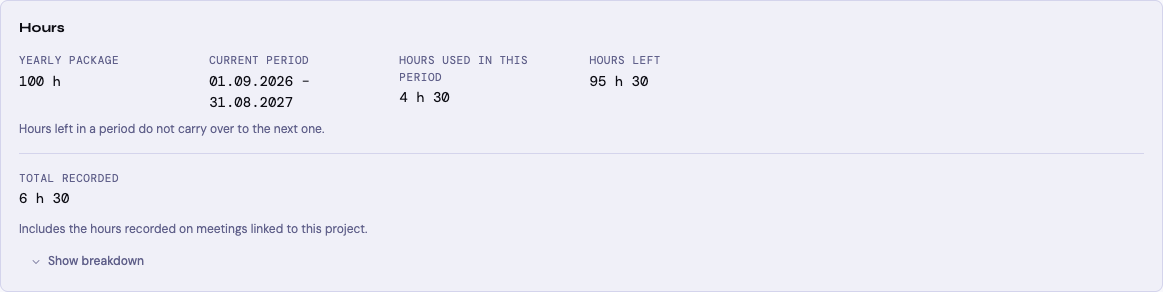 Hours
YEARLY PACKAGE
100 h
CURRENT PERIOD
01.09.2026 –
31.08.2027
HOURS USED IN THIS
PERIOD
4 h 30
HOURS LEFT
95 h 30
Hours left in a period do not carry over to the next one.
TOTAL RECORDED
6 h 30
Includes the hours recorded on meetings linked to this project.
Show breakdown